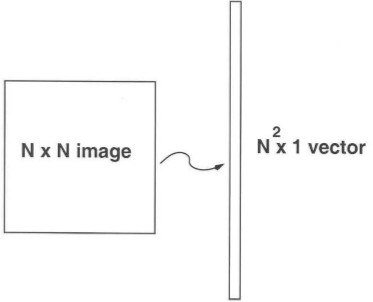 N x N image
N² x 1 vector